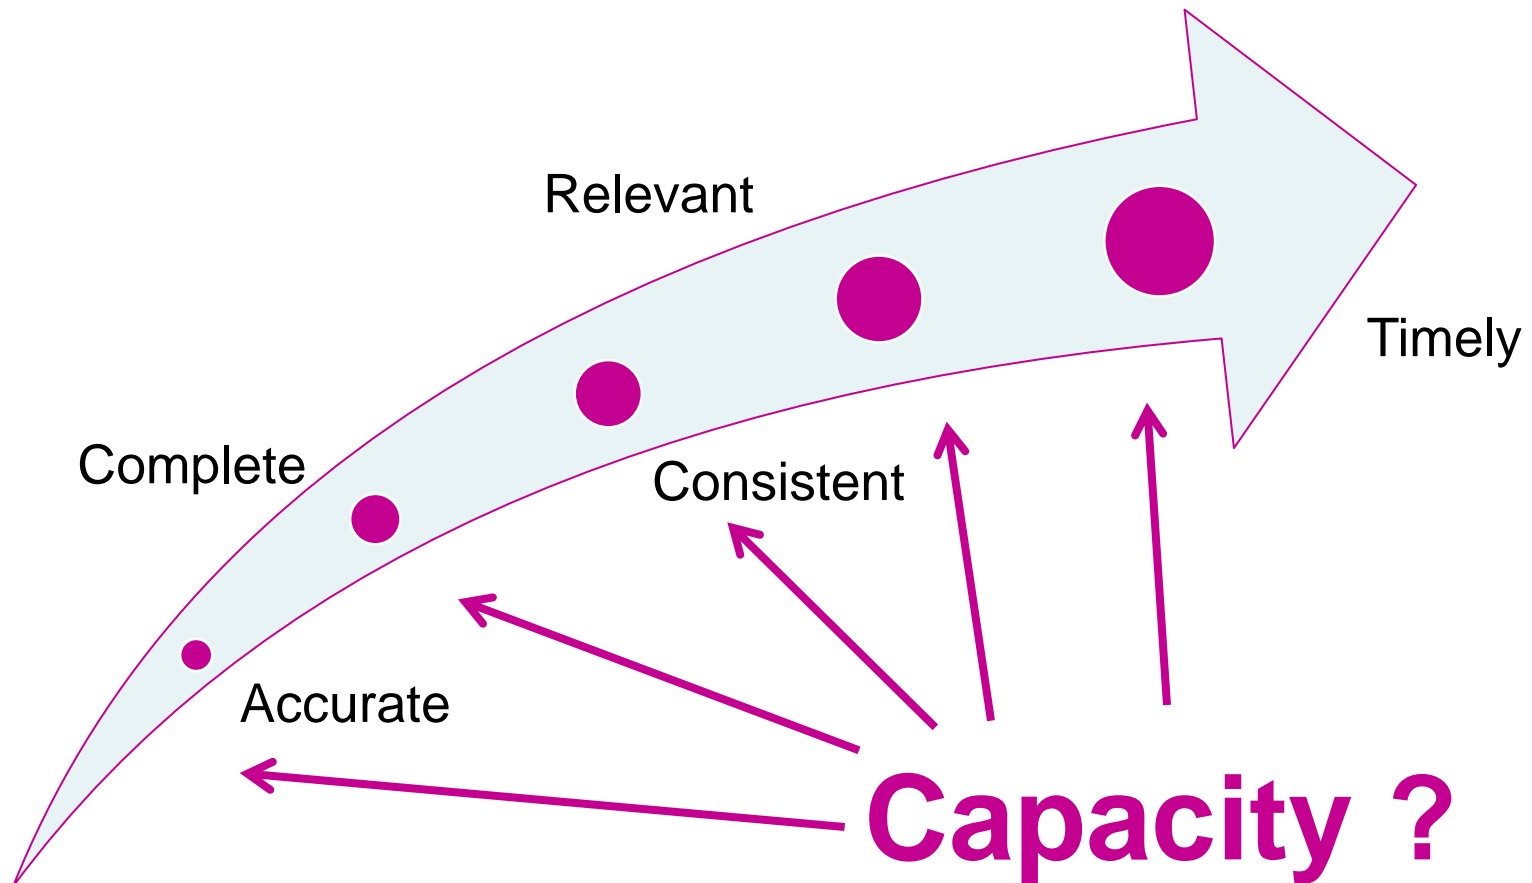 Relevant
Timely
Complete
Consistent
Accurate
Capacity ?